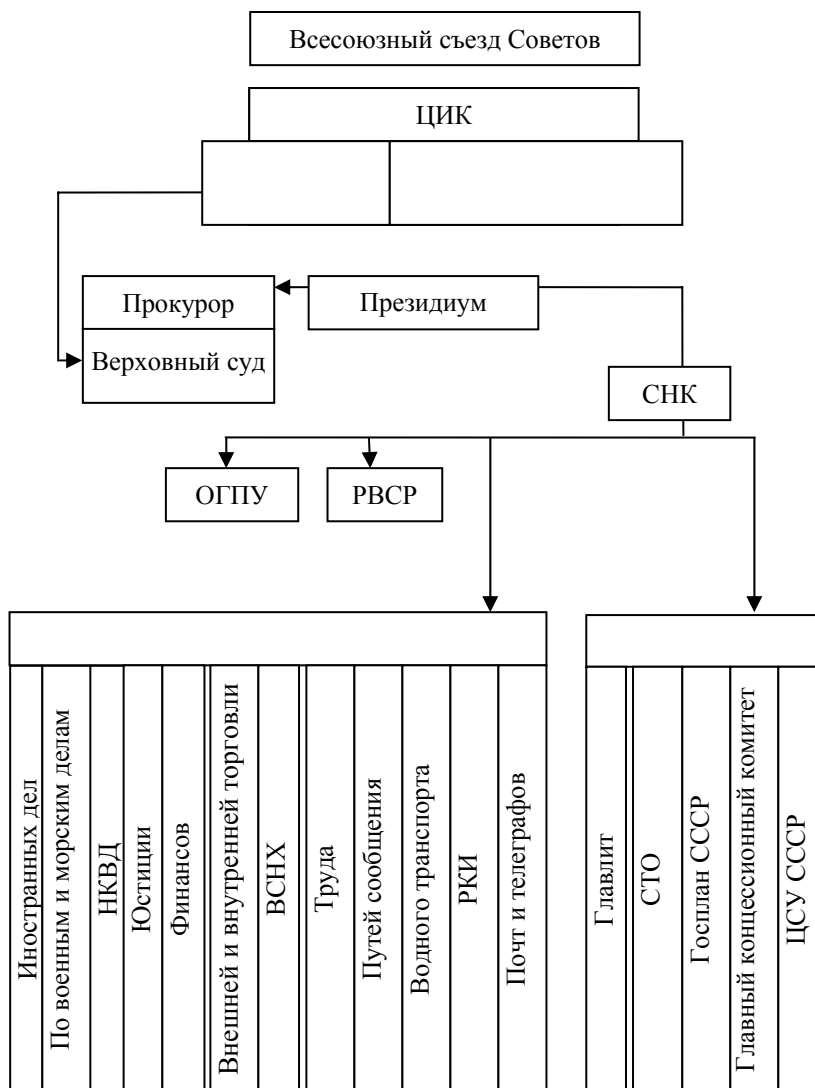 Всесоюзный съезд Советов
ЦИК
Прокурор
Президиум
Верховный суд
СНК
ОГПУ
РВСР
Иностранных дел
По военным и морским делам
НКВД
Юстиции
Финансов
Внешней и внутренней торговли
ВСНХ
Труда
Путей сообщения
Водного транспорта
РКИ
Почт и телеграфов
Главлит
СТО
Госплан СССР
Главный концессионный комитет
ЦСУ СССР